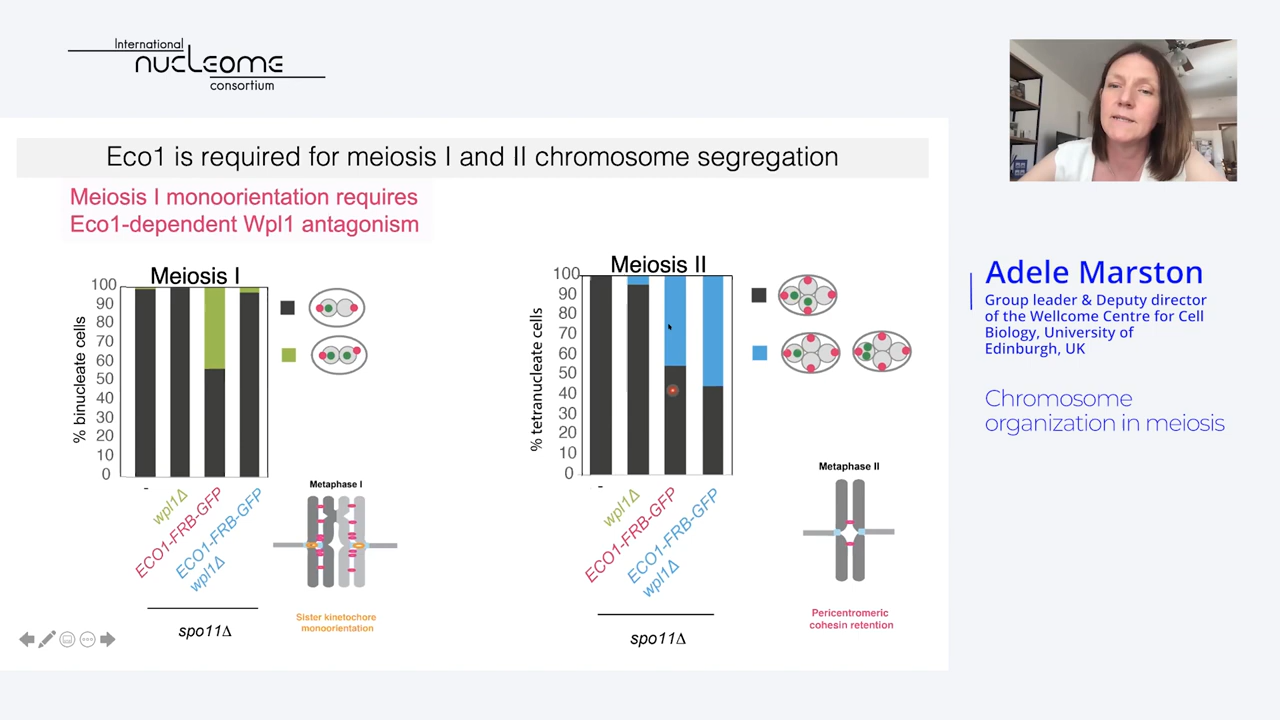 International
nucleome
consortium
Eco1 is required for meiosis I and II chromosome segregation
Meiosis I monoorientation requires
Eco1-dependent Wpl1 antagonism
Meiosis I
% binucleate cells
100
90
80
70
60
50
40
30
20
10
0
-
wpl1Δ
ECO1-FRB-GFP
ECO1-FRB-GFP
wpl1Δ
spo11Δ
Metaphase I
Sister kinetochore
monoorientation
Meiosis II
% tetranucleate cells
100
90
80
70
60
50
40
30
20
10
0
-
wpl1Δ
ECO1-FRB-GFP
ECO1-FRB-GFP
wpl1Δ
spo11Δ
Metaphase II
Pericentromeric
cohesin retention
Adele Marston
Group leader & Deputy director
of the Wellcome Centre for Cell
Biology, University of
Edinburgh, UK
Chromosome
organization in meiosis